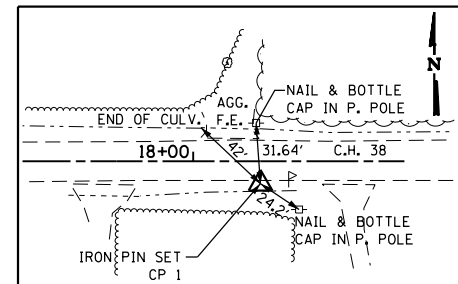 N
AGG.
F.E.
NAIL & BOTTLE
CAP IN P. POLE
END OF CULV.
18+00
42'
31.64'
C.H. 38
P
24.2'
NAIL & BOTTLE
CAP IN P. POLE
IRON PIN SET
CP 1